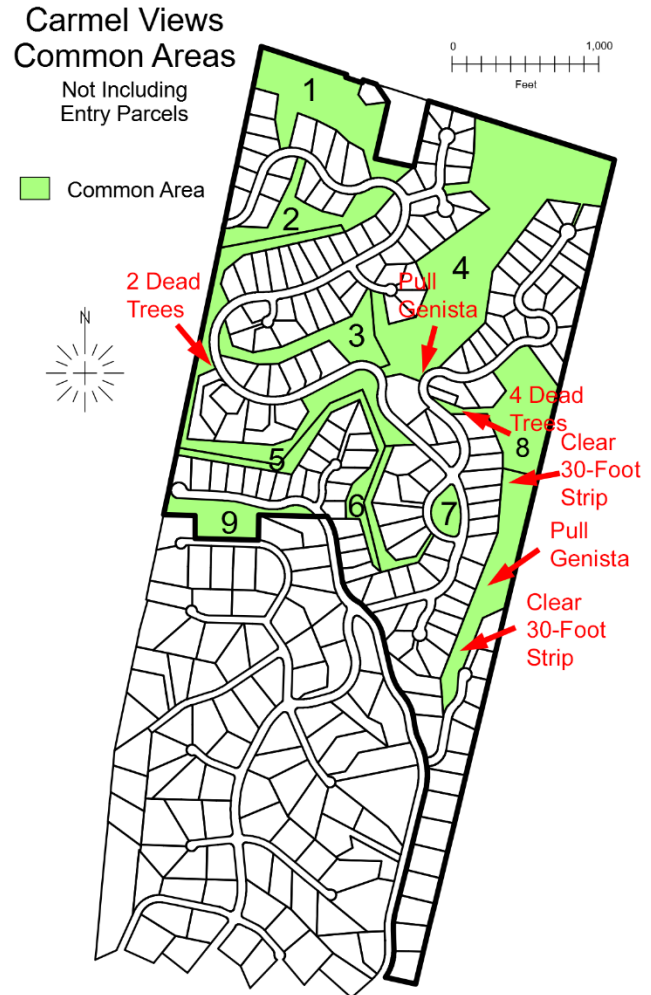 Carmel Views
Common Areas
Not Including
Entry Parcels
0
1,000
Feet
Common Area
N
1
2
2 Dead
Trees
3
4
Pull
Genista
4 Dead
Trees
8
Clear
30-Foot
Strip
5
6
7
9
Pull
Genista
Clear
30-Foot
Strip